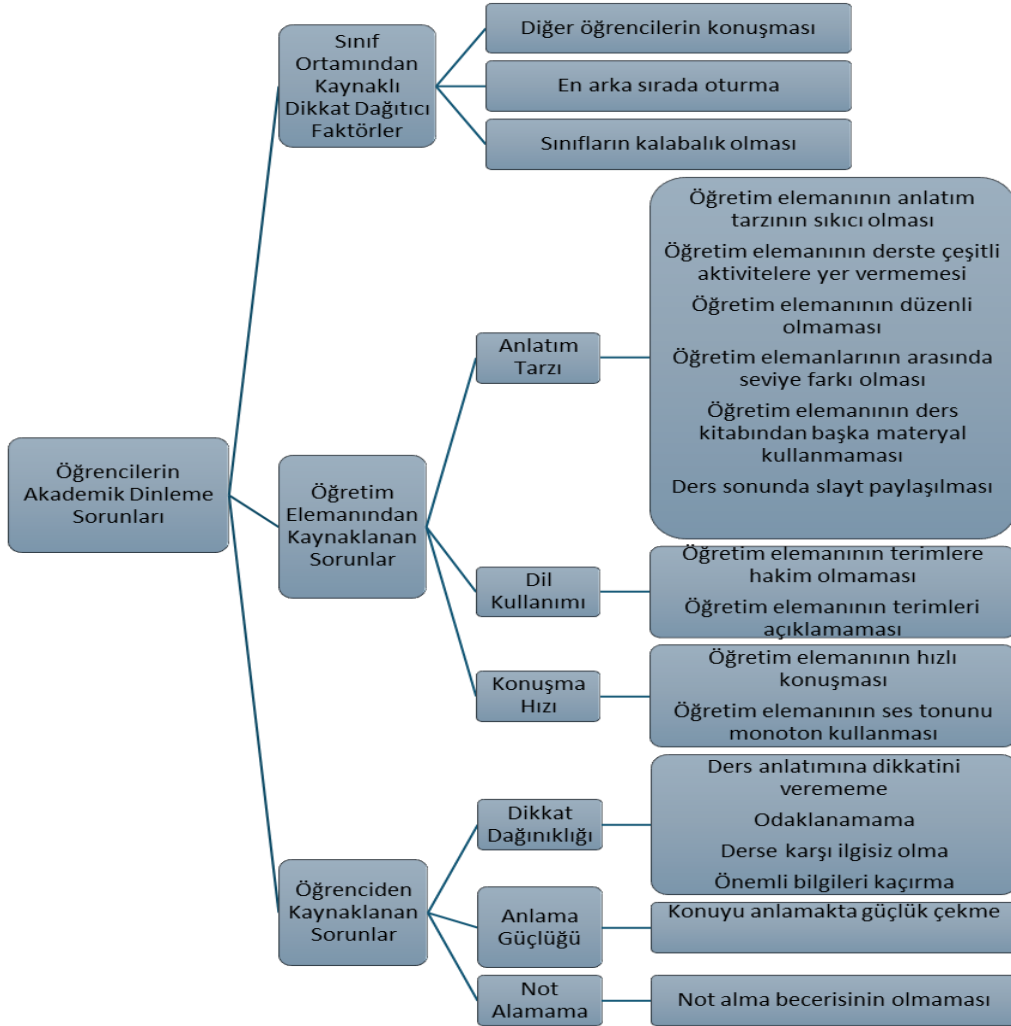 Sınıf
Ortamından
Kaynaklı
Dikkat Dağıtıcı
Faktörler
Diğer öğrencilerin konuşması
En arka sırada oturma
Sınıfların kalabalık olması
Öğrencilerin
Akademik Dinleme
Sorunları
Öğretim
Elemanından
Kaynaklanan
Sorunlar
Anlatım
Tarzı
Öğretim elemanının anlatım
tarzının sıkıcı olması
Öğretim elemanının derste çeşitli
aktivitelere yer vermemesi
Öğretim elemanının düzenli
olmaması
Öğretim elemanlarının arasında
seviye farkı olması
Öğretim elemanının ders
kitabından başka materyal
kullanmaması
Ders sonunda slayt paylaşılması
Dil
Kullanımı
Öğretim elemanının terimlere
hakim olmaması
Öğretim elemanının terimleri
açıklamaması
Konuşma
Hızı
Öğretim elemanının hızlı
konuşması
Öğretim elemanının ses tonunu
monoton kullanması
Öğrenciden
Kaynaklanan
Sorunlar
Dikkat
Dağınıklığı
Ders anlatımına dikkatini
verememe
Odaklanamama
Derse karşı ilgisiz olma
Önemli bilgileri kaçırma
Anlama
Güçlüğü
Konuyu anlamakta güçlük çekme
Not
Alamama
Not alma becerisinin olmaması